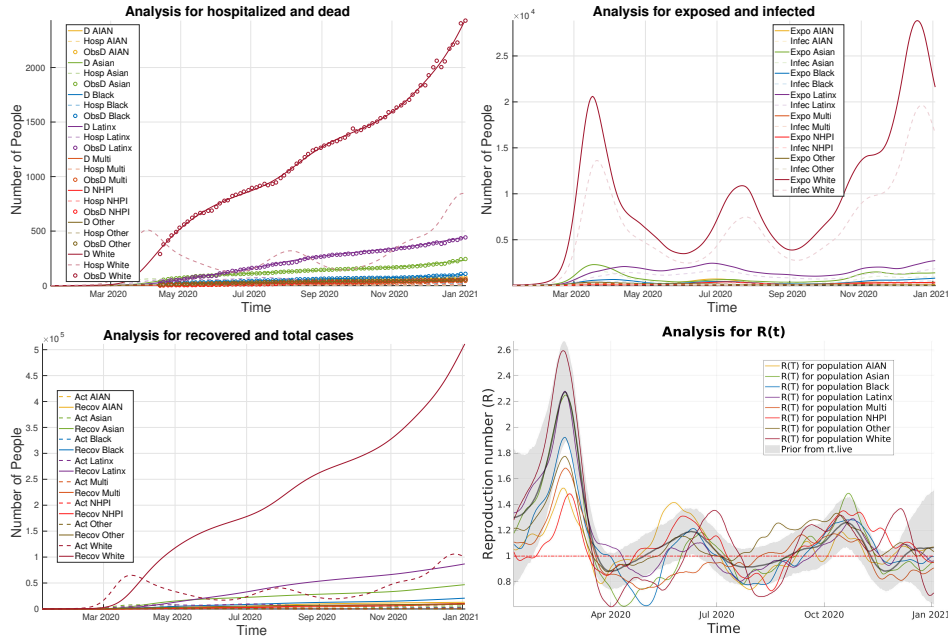 Analysis for hospitalized and dead
Number of People
2000
1500
1000
500
0
D AIAN
Hosp AIAN
ObsD AIAN
D Asian
Hosp Asian
ObsD Asian
D Black
Hosp Black
ObsD Black
D Latinx
Hosp Latinx
ObsD Latinx
D Multi
Hosp Multi
ObsD Multi
D NHPI
Hosp NHPI
ObsD NHPI
D Other
Hosp Other
ObsD Other
D White
Hosp White
ObsD White
Mar 2020 May 2020 Jul 2020 Sep 2020 Nov 2020 Jan 2021
Time
Analysis for exposed and infected
×10^4
Number of People
2.5
2
1.5
1
0.5
Expo AIAN
Infec AIAN
Expo Asian
Infec Asian
Expo Black
Infec Black
Expo Latinx
Infec Latinx
Expo Multi
Infec Multi
Expo NHPI
Infec NHPI
Expo Other
Infec Other
Expo White
Infec White
Mar 2020 May 2020 Jul 2020 Sep 2020 Nov 2020 Jan 2021
Time
Analysis for recovered and total cases
×10^5
Number of People
5
4.5
4
3.5
3
2.5
2
1.5
1
0.5
0
Act AIAN
Recov AIAN
Act Asian
Recov Asian
Act Black
Recov Black
Act Latinx
Recov Latinx
Act Multi
Recov Multi
Act NHPI
Recov NHPI
Act Other
Recov Other
Act White
Recov White
Mar 2020 May 2020 Jul 2020 Sep 2020 Nov 2020 Jan 2021
Time
Analysis for R(t)
Reproduction number (R)
2.6
2.4
2.2
2
1.8
1.6
1.4
1.2
1
0.8
R(T) for population AIAN
R(T) for population Asian
R(T) for population Black
R(T) for population Latinx
R(T) for population Multi
R(T) for population NHPI
R(T) for population Other
R(T) for population White
Prior from rt.live
Apr 2020 Jul 2020 Oct 2020 Jan 2021
Time